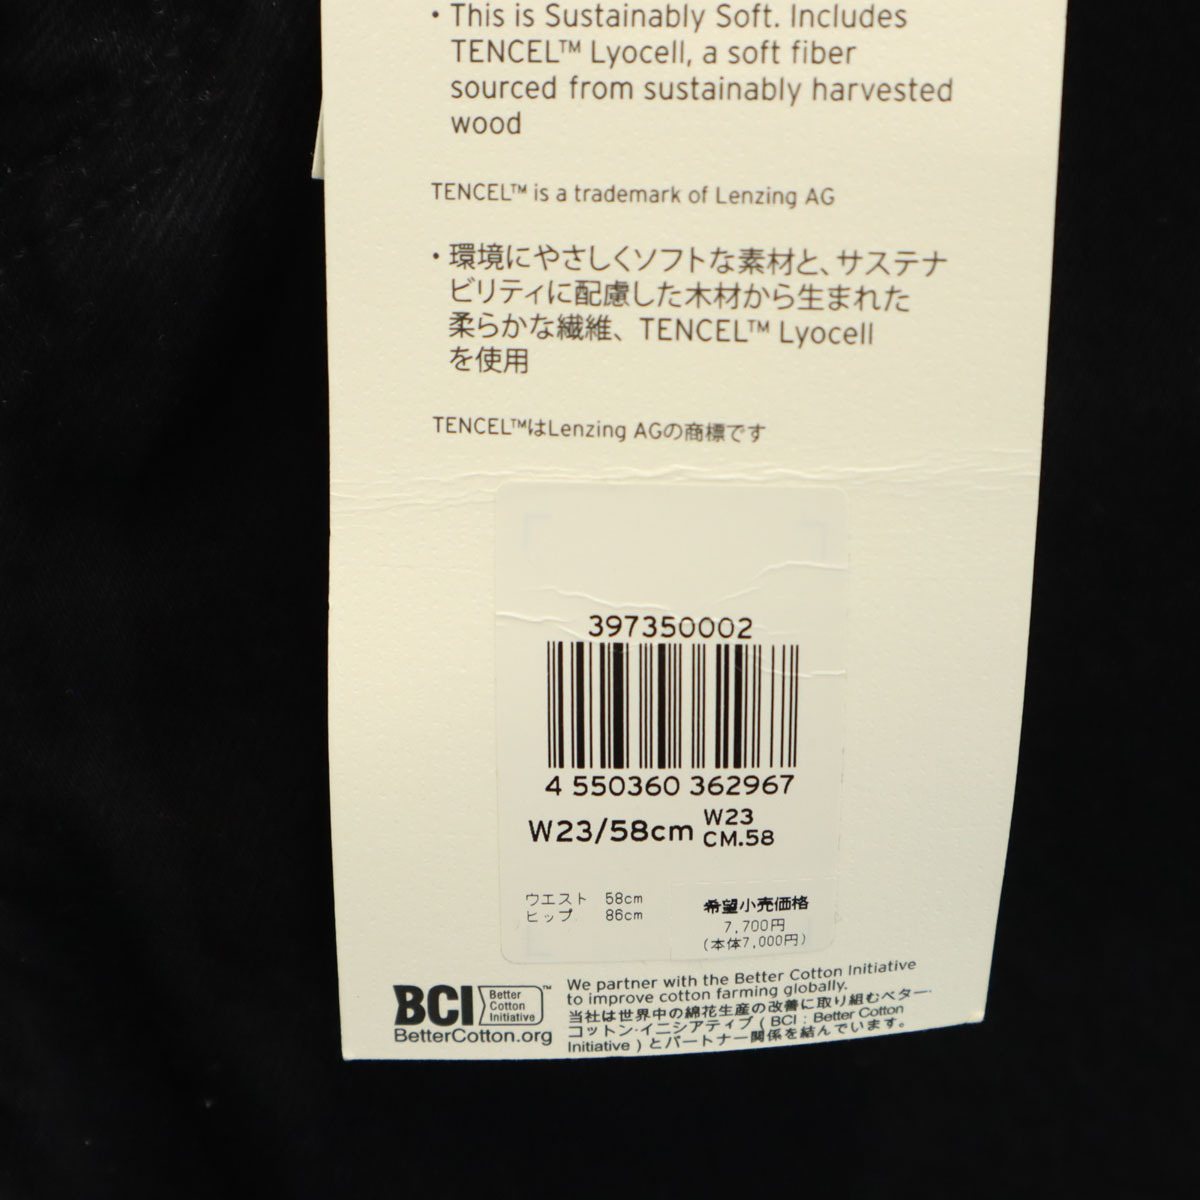 • This is Sustainably Soft. Includes
TENCEL™ Lyocell, a soft fiber
sourced from sustainably harvested
wood
TENCEL™ is a trademark of Lenzing AG
• 環境にやさしくソフトな素材と、サステナ
ビリティに配慮した木材から生まれた
柔らかな繊維、TENCEL™ Lyocell
を使用
TENCEL™はLenzing AGの商標です
397350002
4 550360 362967
W23/58cm
W23
CM.58
ウエスト 58cm
ヒップ 86cm
希望小売価格
7,700円
(本体7,000円)
BCI Better
Cotton
Initiative ™
BetterCotton.org
We partner with the Better Cotton Initiative
to improve cotton farming globally.
当社は世界中の綿花生産の改善に取り組むベター・
コットン・イニシアティブ ( BCI : Better Cotton
Initiative ) とパートナー関係を結んでいます。